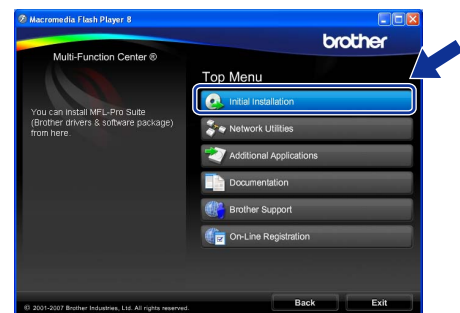 Macromedia Flash Player 8
brother
Multi-Function Center ®
Top Menu
You can install MFL-Pro Suite
(Brother drivers & software package)
from here.
Initial Installation
Network Utilities
Additional Applications
Documentation
Brother Support
On-Line Registration
© 2001-2007 Brother Industries, Ltd. All rights reserved.
Back
Exit